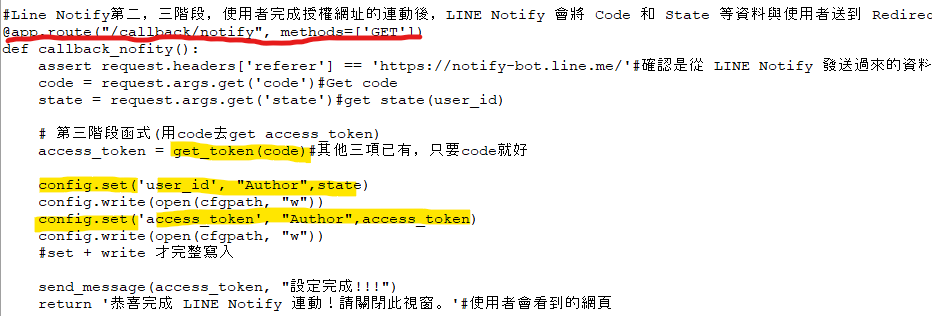 #Line Notify第二，三階段，使用者完成授權網址的連動後，LINE Notify 會將 Code 和 State 等資料與使用者送到 Redirec
@app.route("/callback/notify", methods=['GET'])
def callback_nofity():
assert request.headers['referer'] == 'https://notify-bot.line.me/'#確認是從 LINE Notify 發送過來的資料
code = request.args.get('code')#Get code
state = request.args.get('state')#get state(user_id)
# 第三階段函式(用code去get access_token)
access_token = get_token(code)#其他三項已有，只要code就好
config.set('user_id', "Author",state)
config.write(open(cfgpath, "w"))
config.set('access_token', "Author",access_token)
config.write(open(cfgpath, "w"))
#set + write 才完整寫入
send_message(access_token, "設定完成!!!")
return '恭喜完成 LINE Notify 連動！請關閉此視窗。'#使用者會看到的網頁